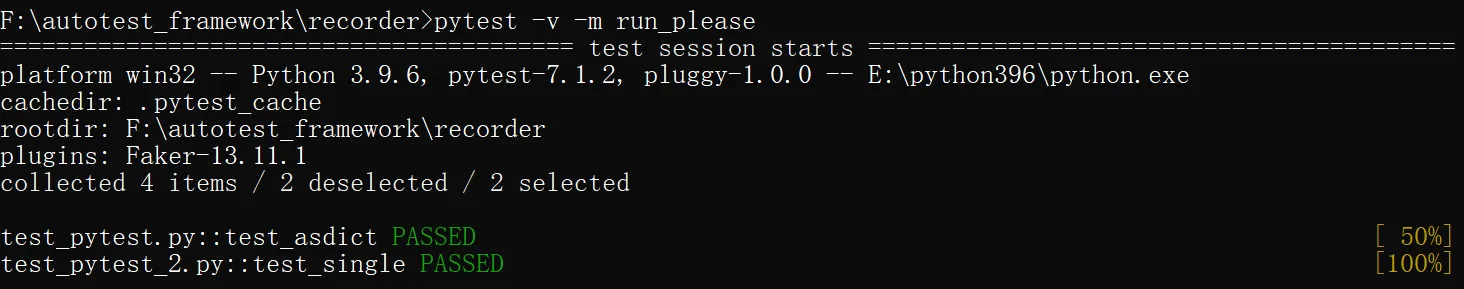 F:\autotest_framework\recorder>pytest -v -m run_please
========================================= test session starts ==========================================
platform win32 -- Python 3.9.6, pytest-7.1.2, pluggy-1.0.0 -- E:\python396\python.exe
cachedir: .pytest_cache
rootdir: F:\autotest_framework\recorder
plugins: Faker-13.11.1
collected 4 items / 2 deselected / 2 selected
test_pytest.py::test_asdict PASSED [ 50%]
test_pytest_2.py::test_single PASSED [100%]